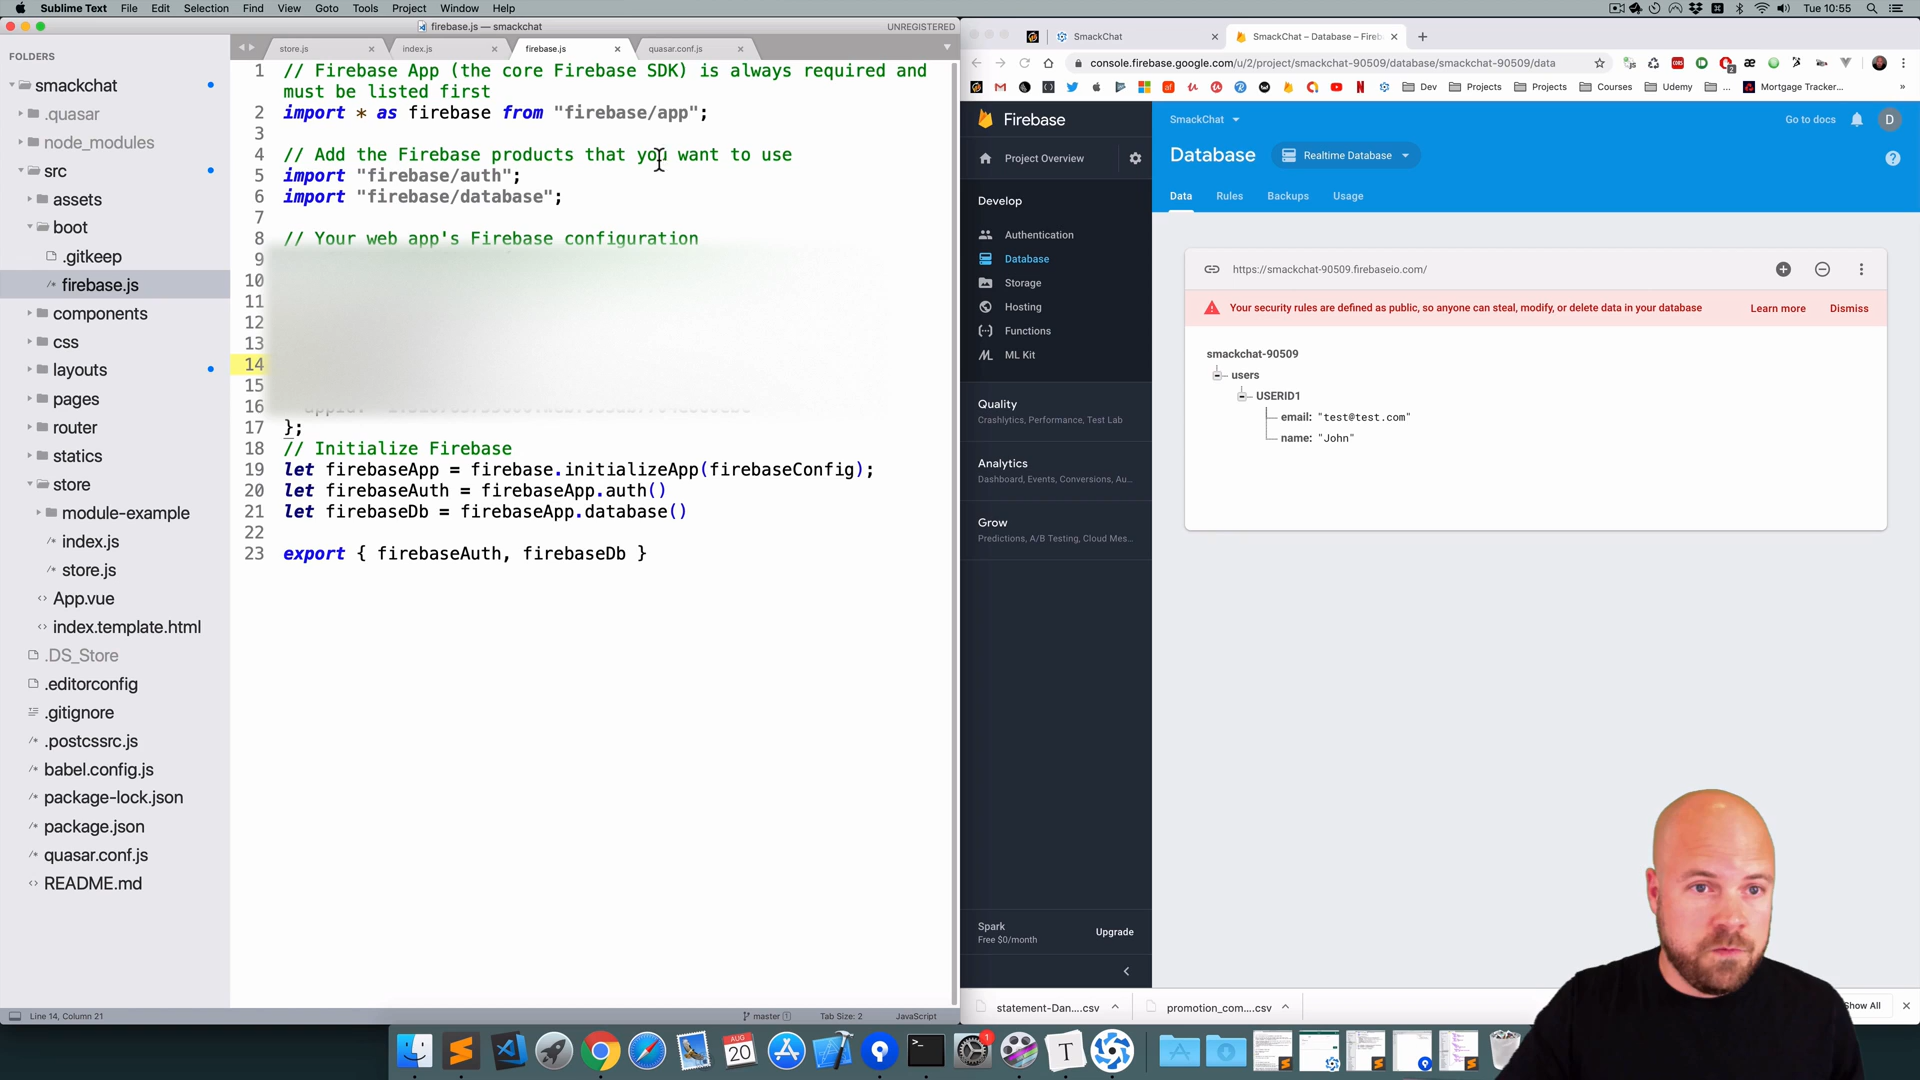 Sublime Text File Edit Selection Find View Goto Tools Project Window Help
Tue 10:55
firebase.js — smackchat
UNREGISTERED
store.js
index.js
firebase.js
quasar.conf.js
FOLDERS
smackchat
.quasar
node_modules
src
assets
boot
.gitkeep
firebase.js
components
css
layouts
pages
router
statics
store
module-example
index.js
store.js
App.vue
index.template.html
.DS_Store
.editorconfig
.gitignore
.postcssrc.js
babel.config.js
package-lock.json
package.json
quasar.conf.js
README.md
1 // Firebase App (the core Firebase SDK) is always required and
must be listed first
2 import * as firebase from "firebase/app";
3
4 // Add the Firebase products that you want to use
5 import "firebase/auth";
6 import "firebase/database";
7
8 // Your web app's Firebase configuration
9
10
11
12
13
14
15
16
17 };
18 // Initialize Firebase
19 let firebaseApp = firebase.initializeApp(firebaseConfig);
20 let firebaseAuth = firebaseApp.auth()
21 let firebaseDb = firebaseApp.database()
22
23 export { firebaseAuth, firebaseDb }
Line 14, Column 21
master
Tab Size: 2
JavaScript
SmackChat
SmackChat – Database – Fireb
console.firebase.google.com/u/2/project/smackchat-90509/database/smackchat-90509/data
Dev
Projects
Projects
Courses
Udemy
...
Mortgage Tracker...
»
Firebase
Project Overview
Develop
Authentication
Database
Storage
Hosting
Functions
ML Kit
Quality
Crashlytics, Performance, Test Lab
Analytics
Dashboard, Events, Conversions, Au...
Grow
Predictions, A/B Testing, Cloud Mes...
Spark
Free $0/month
Upgrade
SmackChat
Go to docs
D
Database
Realtime Database
Data
Rules
Backups
Usage
https://smackchat-90509.firebaseio.com/
Your security rules are defined as public, so anyone can steal, modify, or delete data in your database
Learn more
Dismiss
smackchat-90509
users
USERID1
email: "test@test.com"
name: "John"
statement-Dan....csv
promotion_com....csv
Show All
AUG
20
1
T